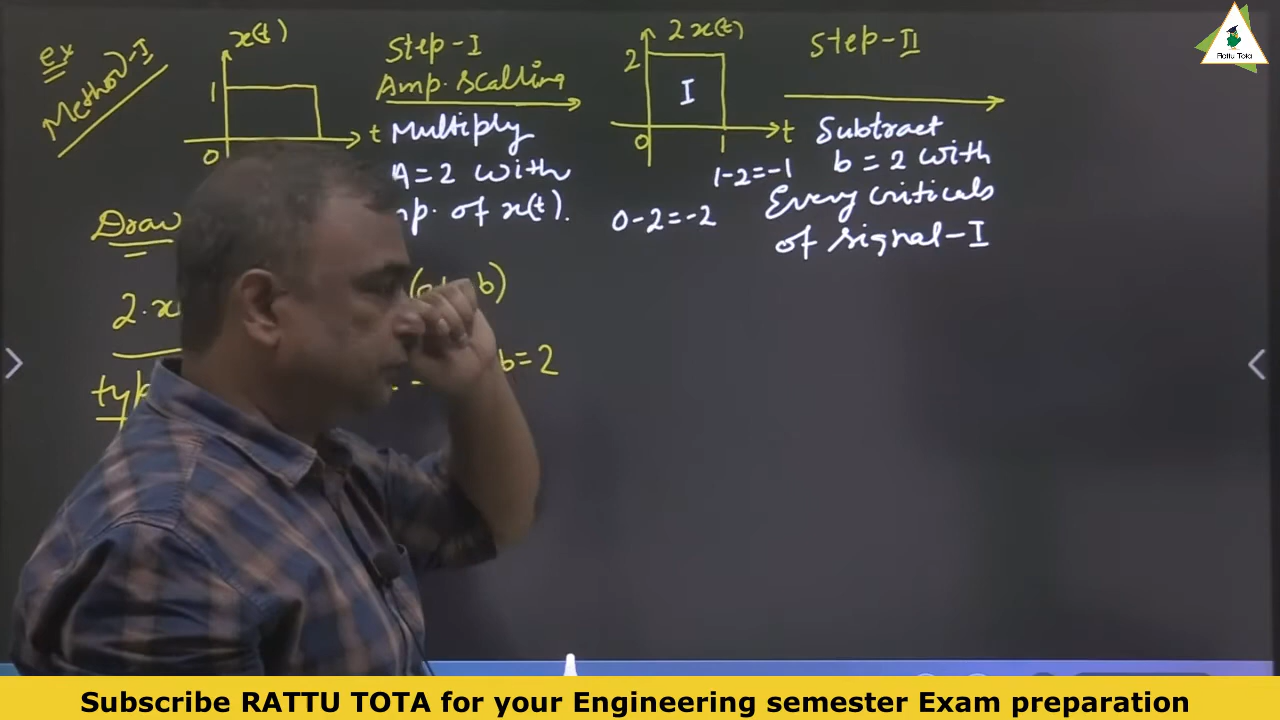 ex
Method-I
x(t)
1
0
t
Step-I
Amp. scalling
Multiply
A=2 with
of x(t).
2x(t)
2
I
0
1
t
1-2=-1
0-2=-2
Step-II
Subtract
b=2 with
Every criticals
of signal-I
Draw
2.x
b)
b=2
Rattu Tota
Subscribe RATTU TOTA for your Engineering semester Exam preparation